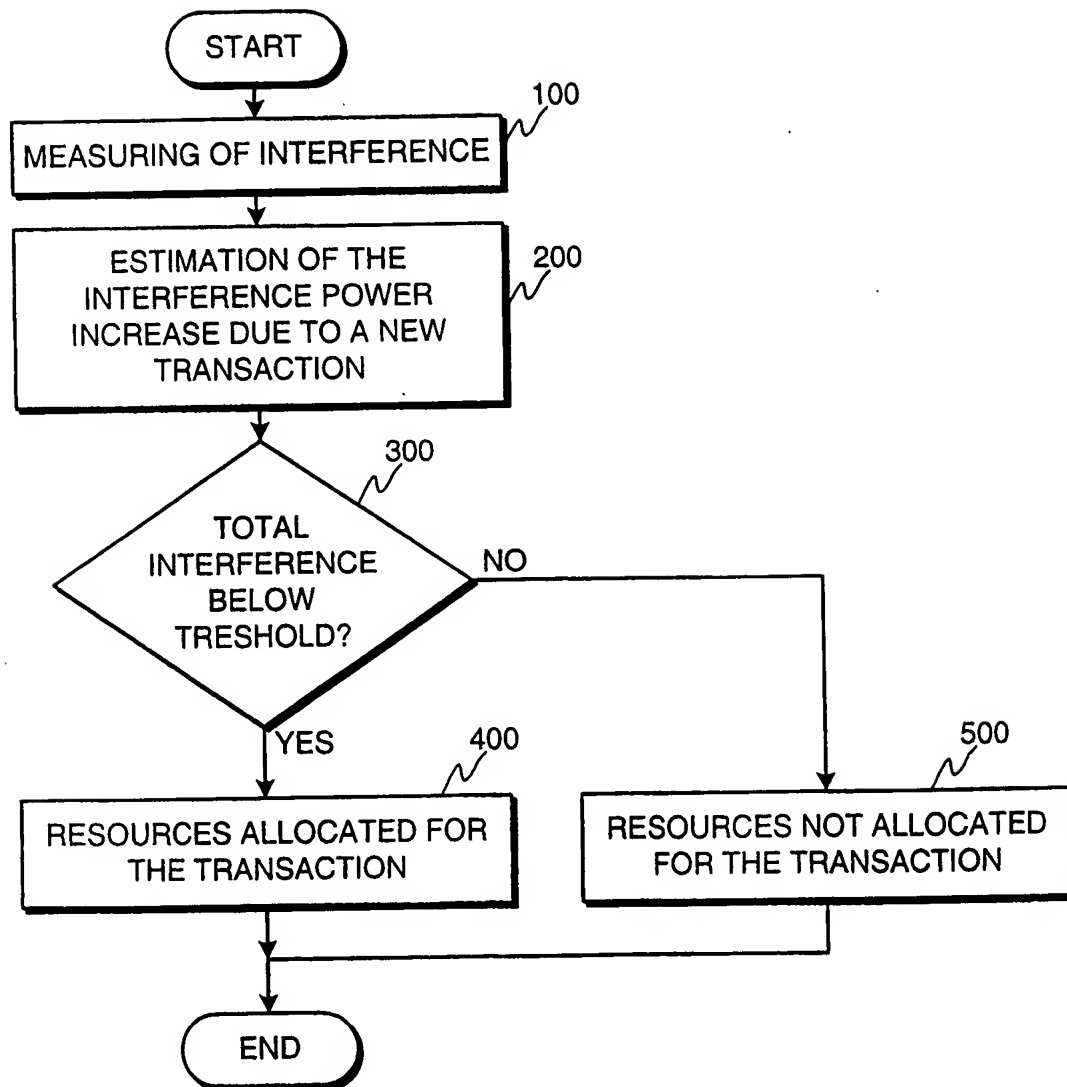 START
100
MEASURING OF INTERFERENCE
200
ESTIMATION OF THE
INTERFERENCE POWER
INCREASE DUE TO A NEW
TRANSACTION
300
TOTAL
INTERFERENCE
BELOW
TRESHOLD?
NO
YES
400
RESOURCES ALLOCATED FOR
THE TRANSACTION
500
RESOURCES NOT ALLOCATED
FOR THE TRANSACTION
END